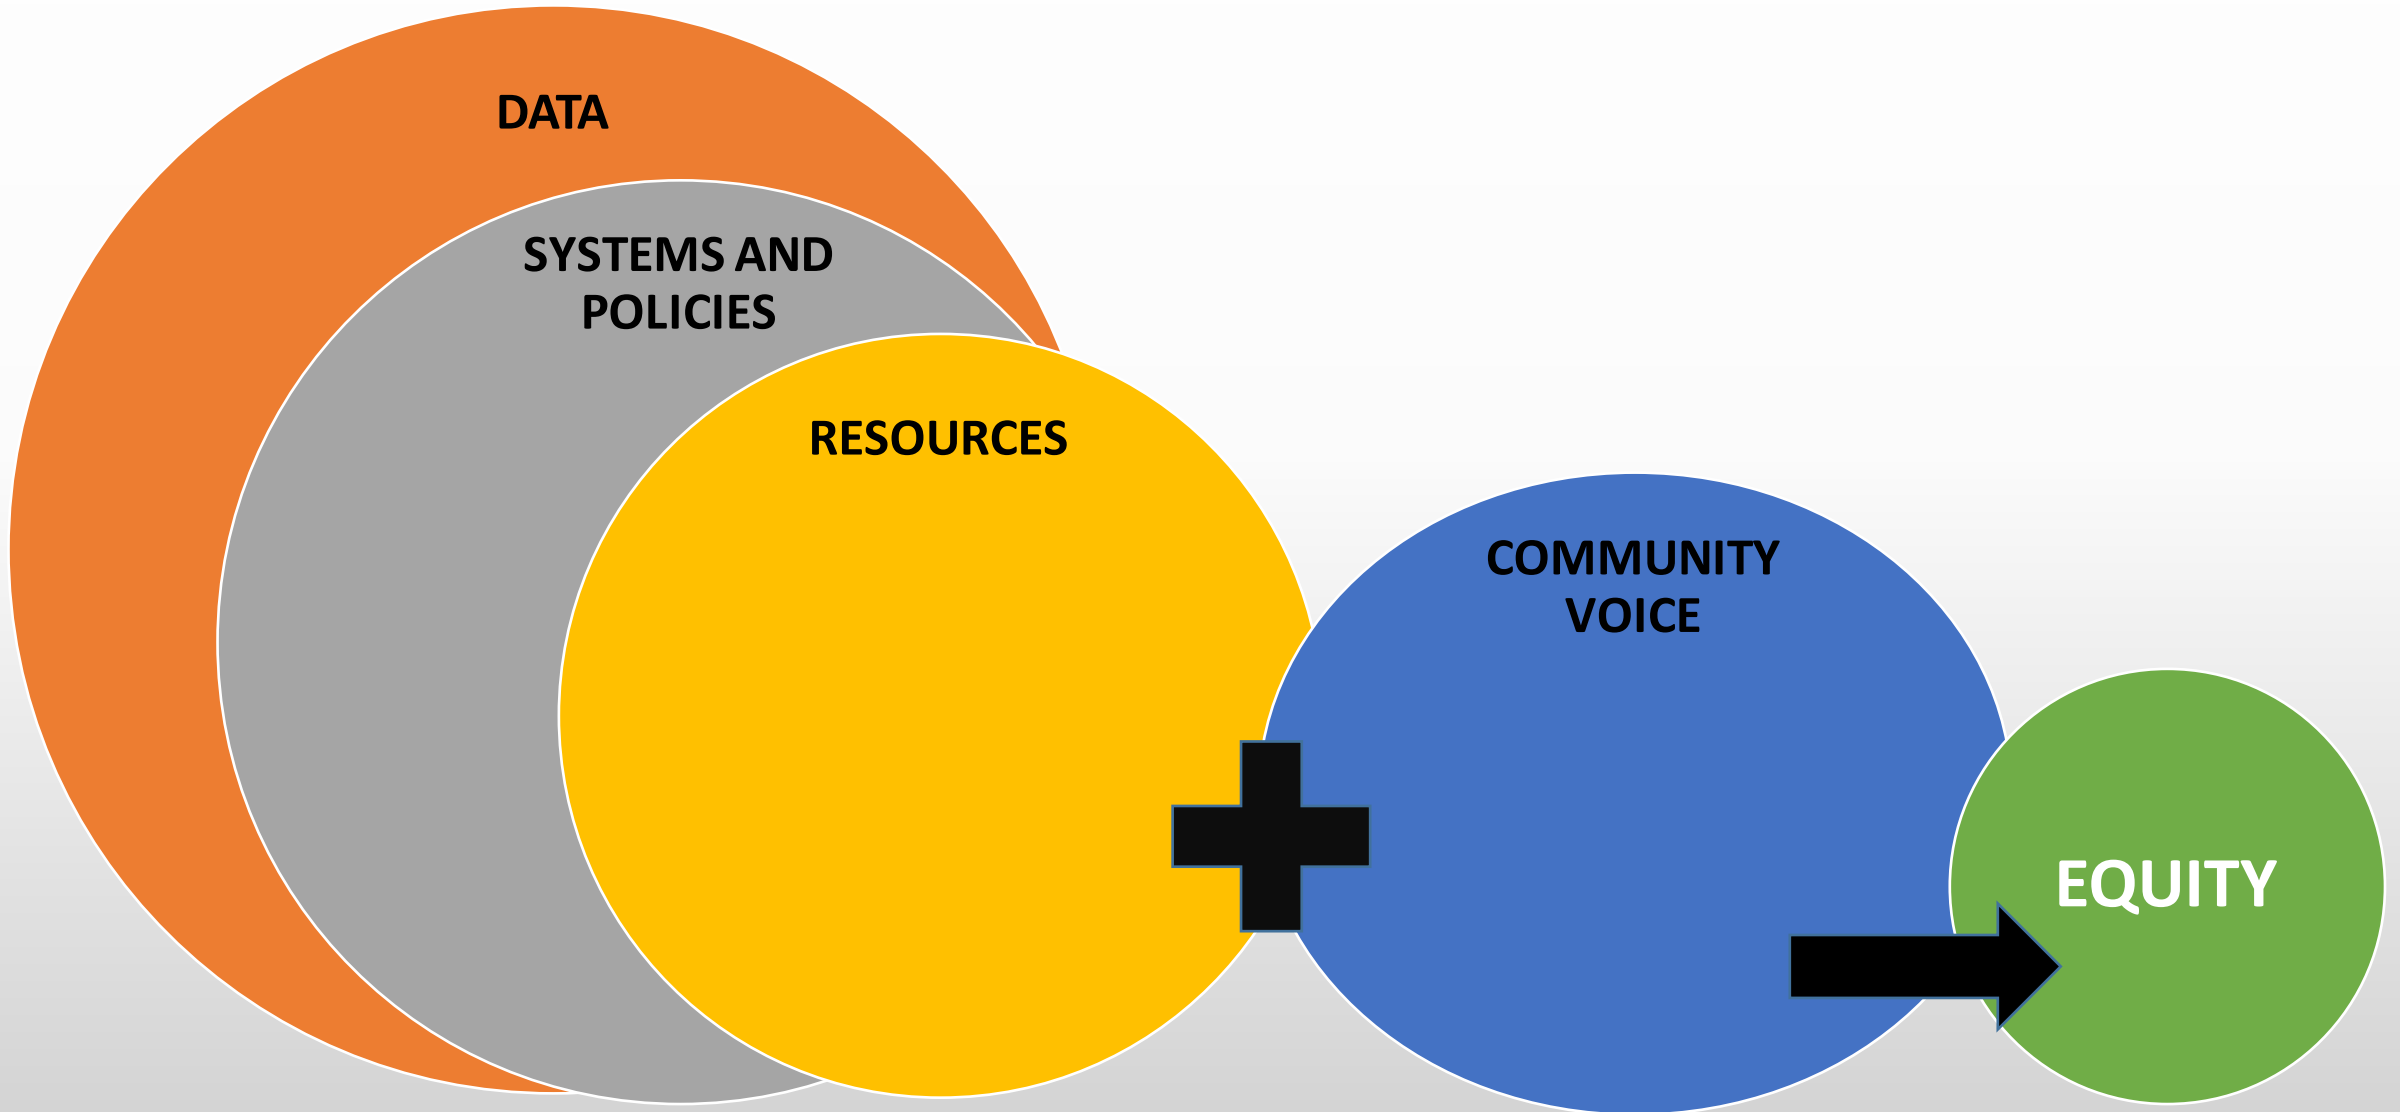 DATA
SYSTEMS AND
POLICIES
RESOURCES
COMMUNITY
VOICE
EQUITY